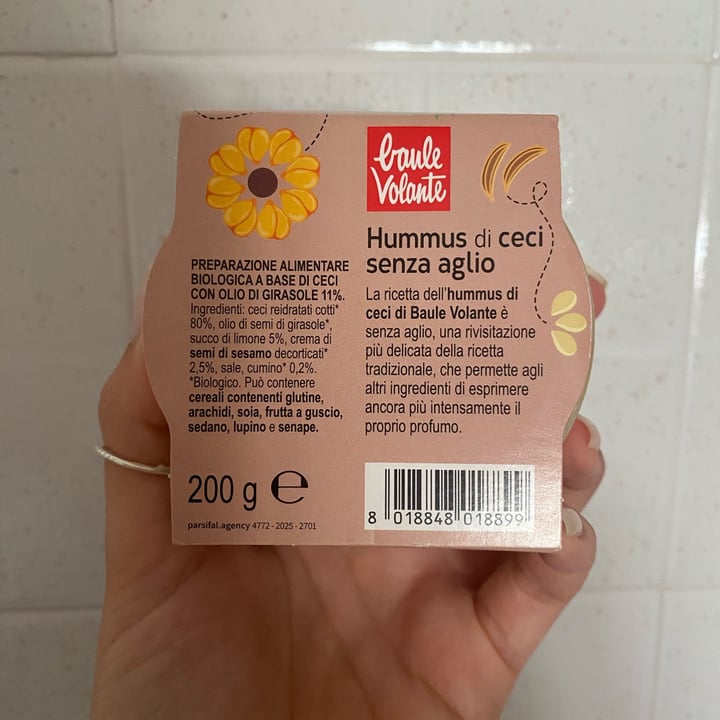 PREPARAZIONE ALIMENTARE
BIOLOGICA A BASE DI CECI
CON OLIO DI GIRASOLE 11%.
Ingredienti: ceci reidratati cotti*
80%, olio di semi di girasole*,
succo di limone 5%, crema di
semi di sesamo decorticati*
2,5%, sale, cumino* 0,2%.
*Biologico. Può contenere
cereali contenenti glutine,
arachidi, soia, frutta a guscio,
sedano, lupino e senape.
200 g e
parsifal.agency 4772 - 2025 - 2701
baule
Volante
Hummus di ceci
senza aglio
La ricetta dell'hummus di
ceci di Baule Volante è
senza aglio, una rivisitazione
più delicata della ricetta
tradizionale, che permette agli
altri ingredienti di esprimere
ancora più intensamente il
proprio profumo.
8 018848 018899